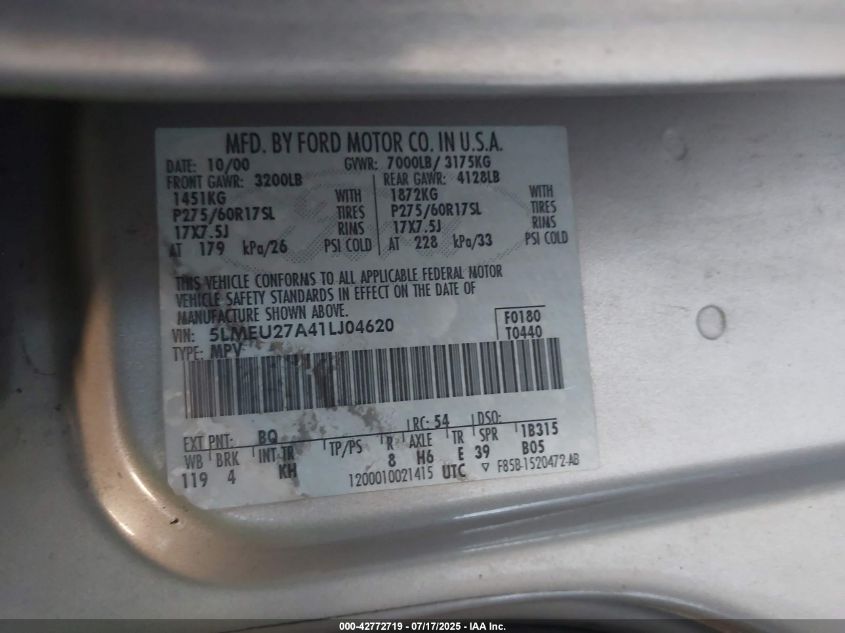 MFD. BY FORD MOTOR CO. IN U.S.A.
DATE: 10/00 GVWR: 7000LB/ 3175KG
FRONT GAWR: 3200LB REAR GAWR: 4128LB
1451KG WITH 1872KG WITH
P275/60R17SL TIRES P275/60R17SL TIRES
17X7.5J RIMS 17X7.5J RIMS
AT 179 kPa/26 PSI COLD AT 228 kPa/33 PSI COLD
THIS VEHICLE CONFORMS TO ALL APPLICABLE FEDERAL MOTOR
VEHICLE SAFETY STANDARDS IN EFFECT ON THE DATE OF
MANUFACTURE SHOWN ABOVE.
VIN: 5LMEU27A41LJ04620 F0180
TYPE: MPV T0440
EXT PNT: BQ RC: 54 DSO:
WB BRK INT TR TP/PS R AXLE TR SPR 1B315
119 4 KH 8 H6 E 39 B05
1200010021415 UTC ▽ F85B-1520472-AB
000-42772719 / 07/17/2025 - IAA Inc.